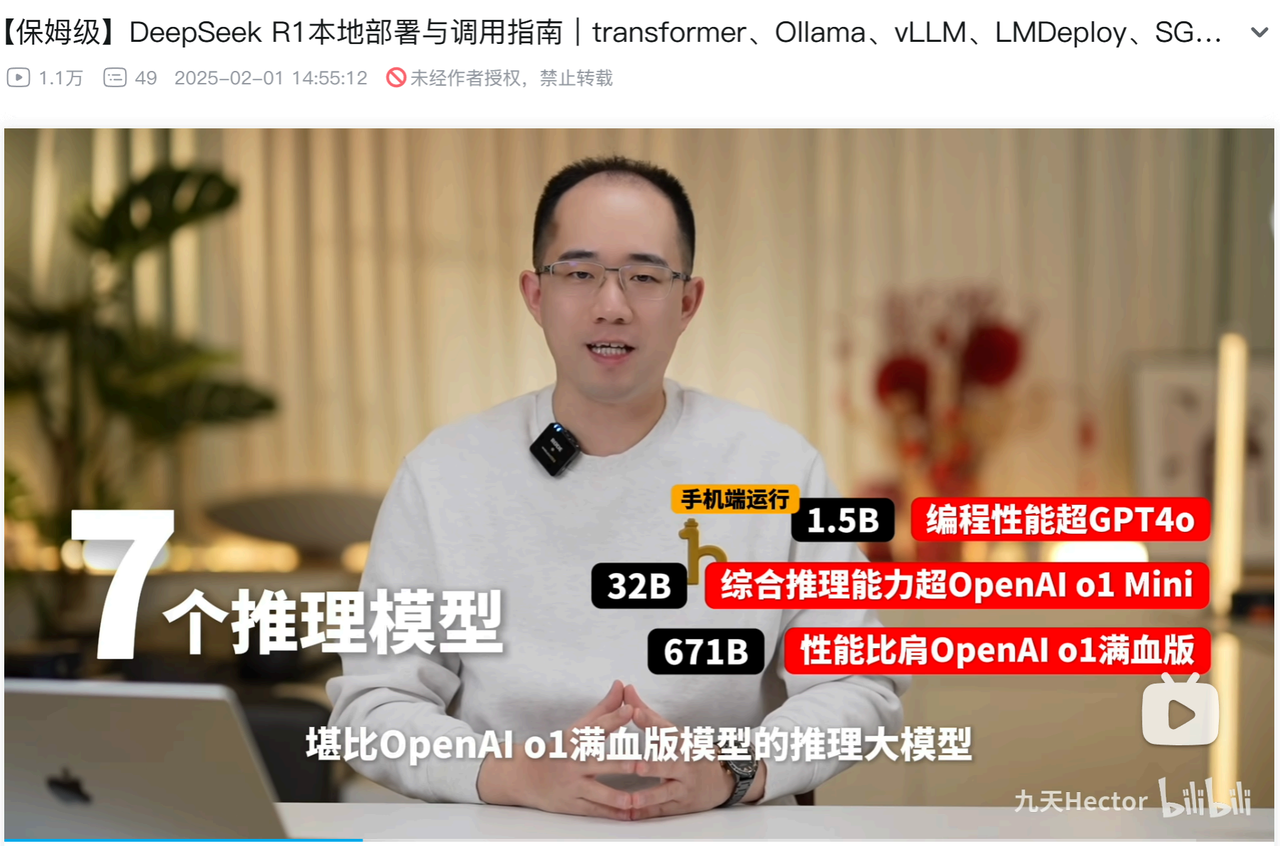 【保姆级】DeepSeek R1本地部署与调用指南｜transformer、Ollama、vLLM、LMDeploy、SG...
1.1万 49 2025-02-01 14:55:12 未经作者授权，禁止转载
手机端运行
1.5B 编程性能超GPT4o
32B 综合推理能力超OpenAI o1 Mini
7个推理模型
671B 性能比肩OpenAI o1满血版
堪比OpenAI o1满血版模型的推理大模型
九天Hector bilibili